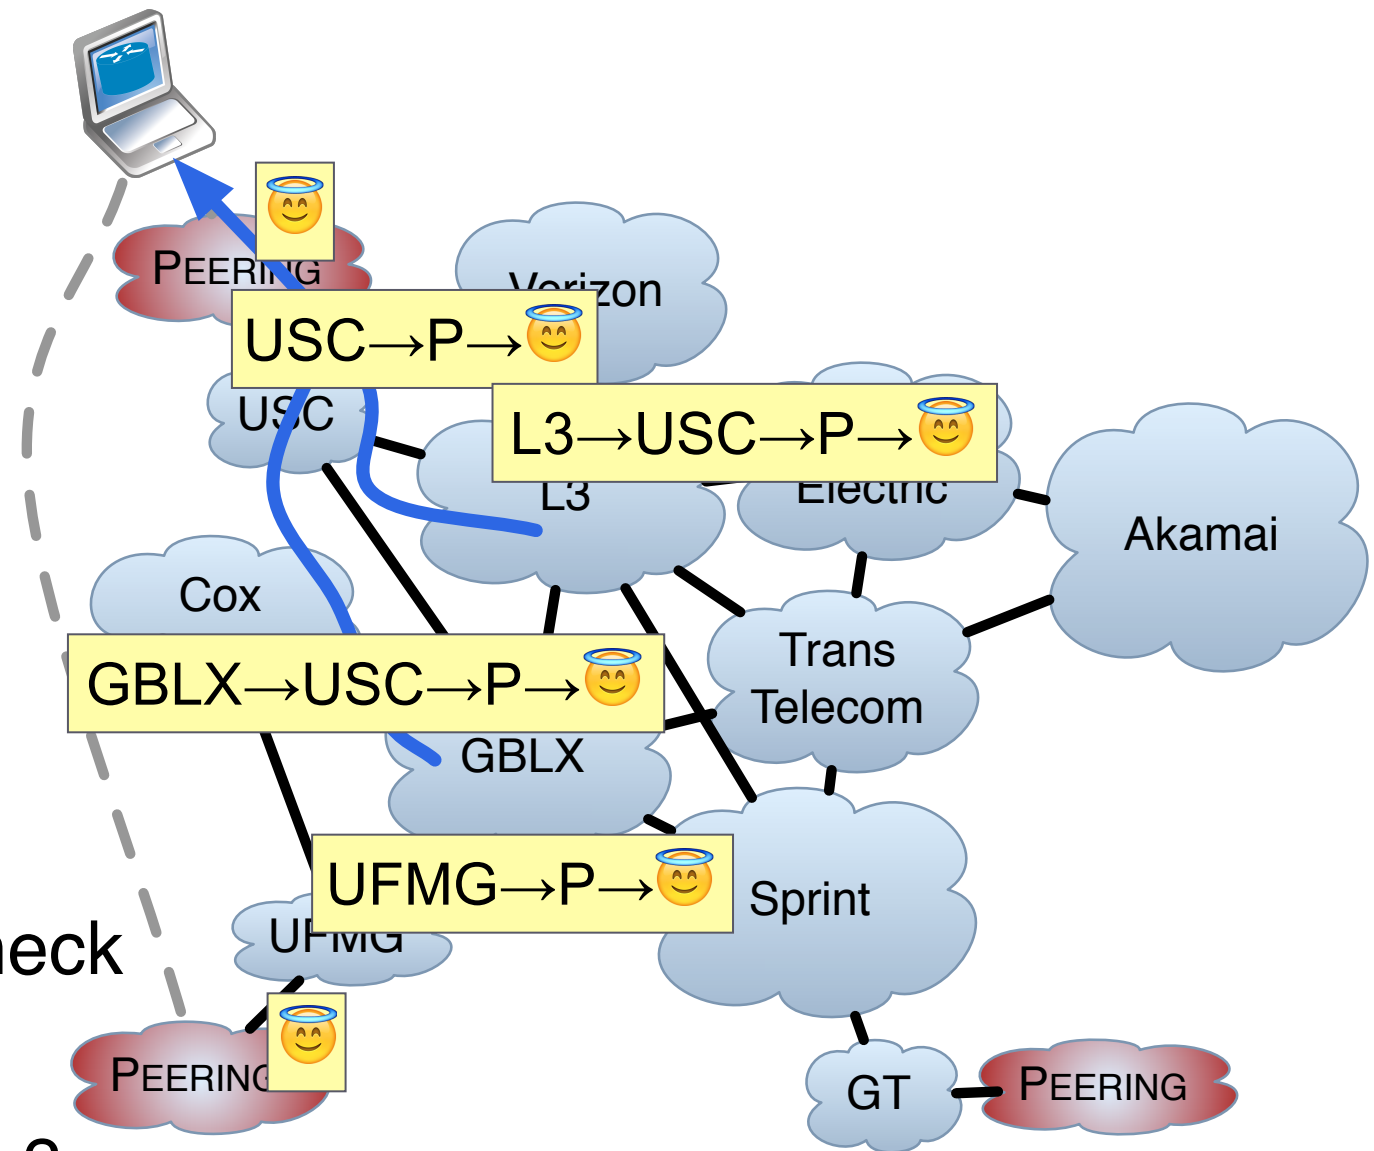 PEERING
Verizon
USC→P→😇
USC
L3→USC→P→😇
L3
Electric
Akamai
Cox
Trans
Telecom
GBLX→USC→P→😇
GBLX
UFMG→P→😇
Sprint
UFMG
PEERING
GT
PEERING